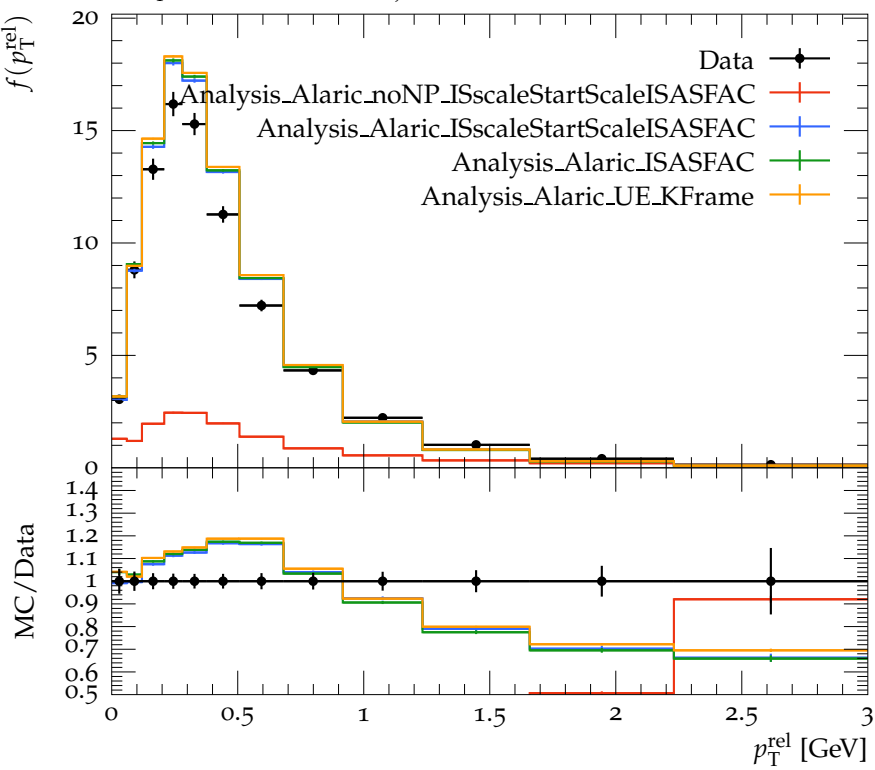 f(p_T^rel)
20
15
10
5
0
Data
Analysis_Alaric_noNP_ISscaleStartScaleISASFAC
Analysis_Alaric_ISscaleStartScaleISASFAC
Analysis_Alaric_ISASFAC
Analysis_Alaric_UE_KFrame
MC/Data
1.4
1.3
1.2
1.1
1
0.9
0.8
0.7
0.6
0.5
0 0.5 1 1.5 2 2.5 3
p_T^rel [GeV]